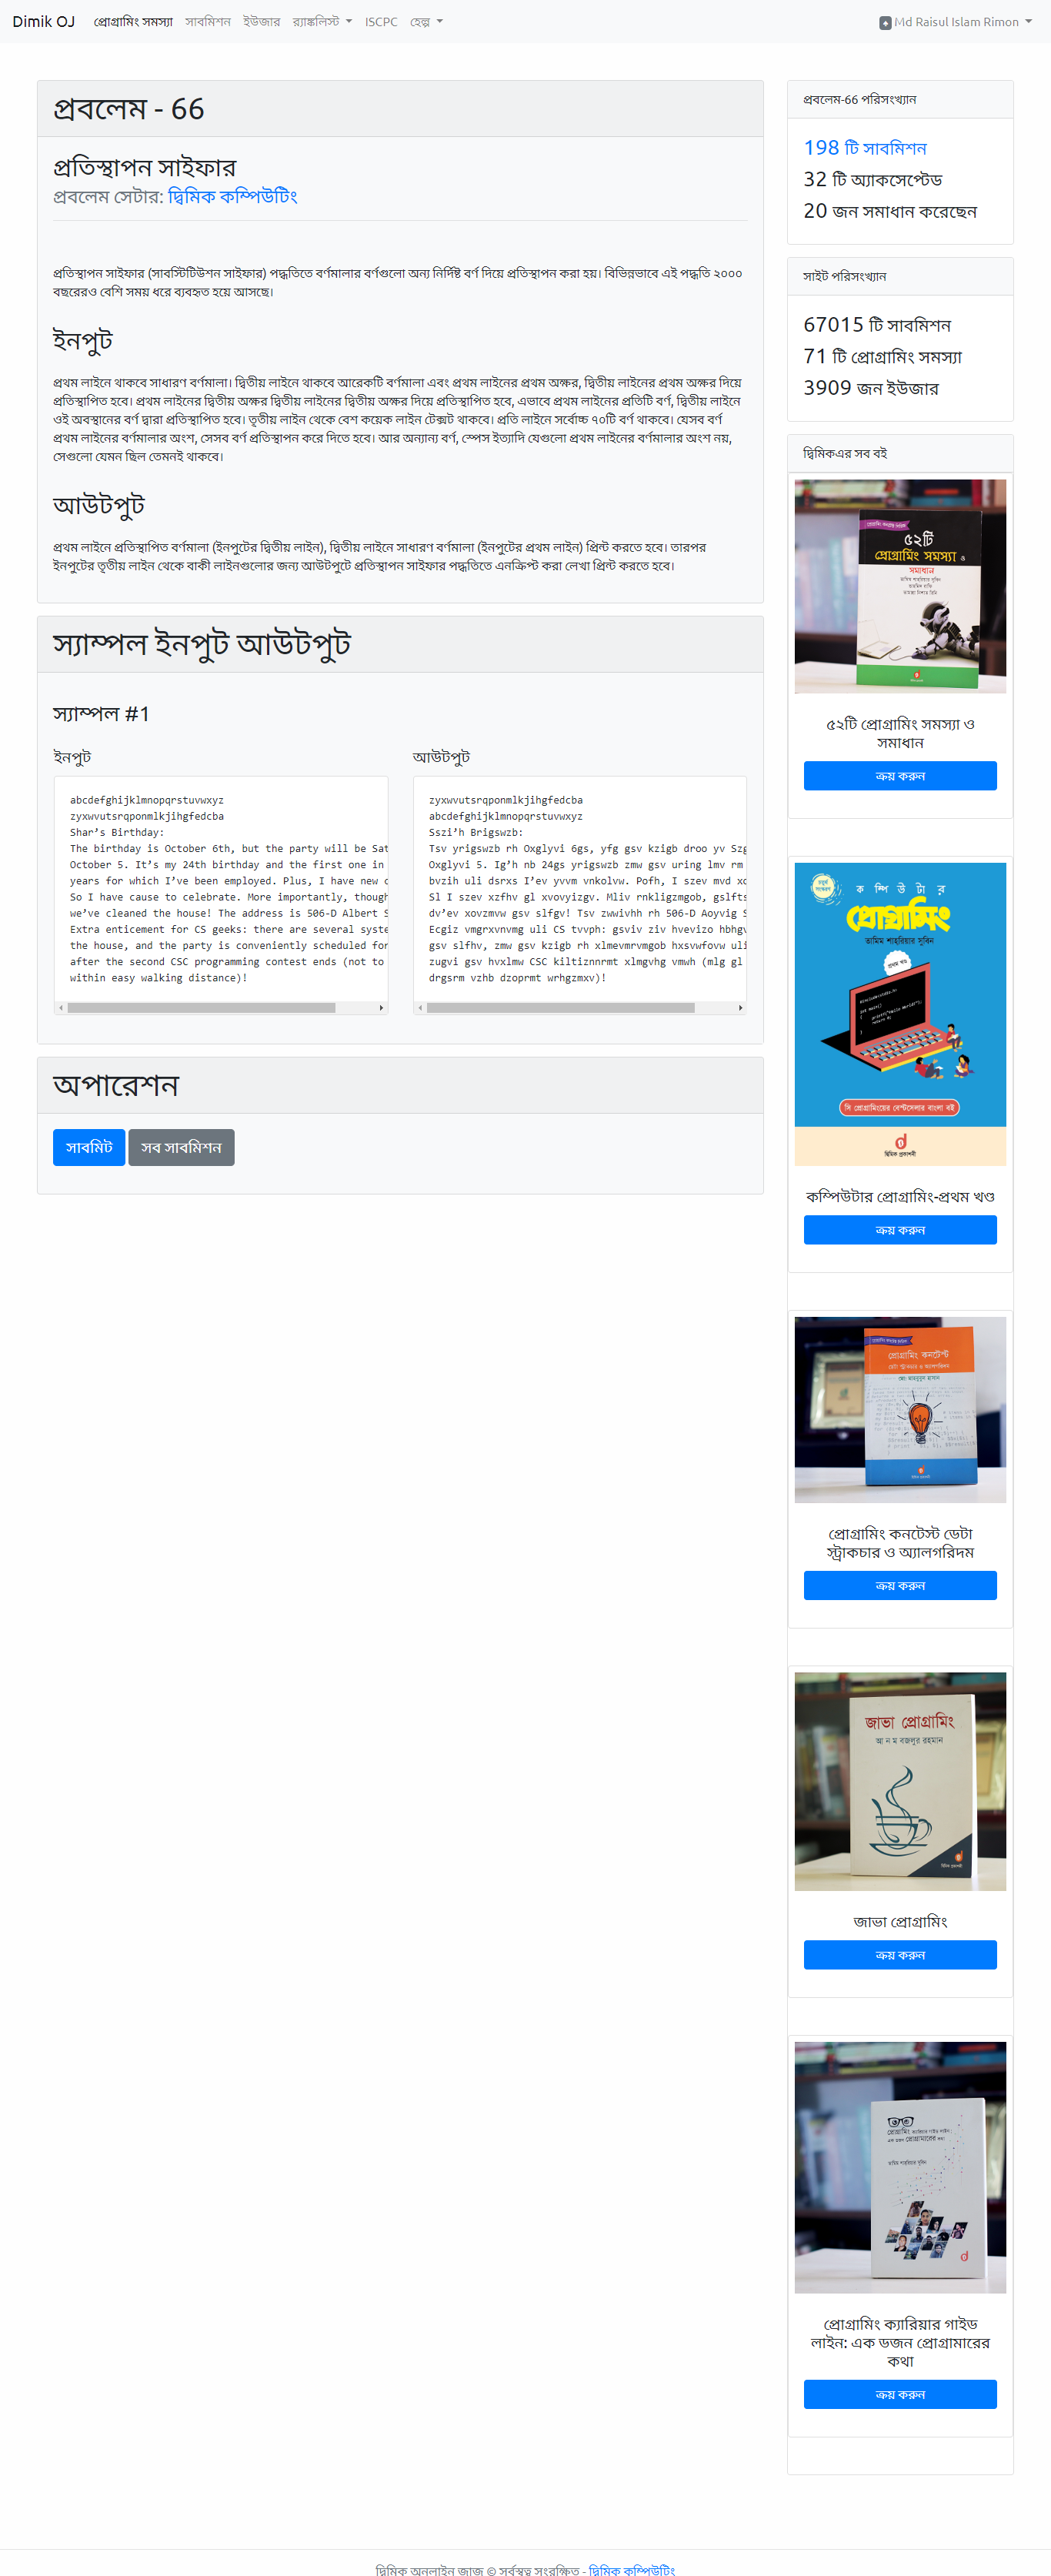 Dimik OJ প্রোগ্রামিং সমস্যা সাবমিশন ইউজার র‍্যাঙ্কলিস্ট ISCPC হেল্প Md Raisul Islam Rimon
প্রবলেম - 66
প্রতিস্থাপন সাইফার
প্রবলেম সেটার: দ্বিমিক কম্পিউটিং
প্রতিস্থাপন সাইফার (সাবস্টিটিউশন সাইফার) পদ্ধতিতে বর্ণমালার বর্ণগুলো অন্য নির্দিষ্ট বর্ণ দিয়ে প্রতিস্থাপন করা হয়। বিভিন্নভাবে এই পদ্ধতি ২০০০
বছরেরও বেশি সময় ধরে ব্যবহৃত হয়ে আসছে।
ইনপুট
প্রথম লাইনে থাকবে সাধারণ বর্ণমালা। দ্বিতীয় লাইনে থাকবে আরেকটি বর্ণমালা এবং প্রথম লাইনের প্রথম অক্ষর, দ্বিতীয় লাইনের প্রথম অক্ষর দিয়ে
প্রতিস্থাপিত হবে। প্রথম লাইনের দ্বিতীয় অক্ষর দ্বিতীয় লাইনের দ্বিতীয় অক্ষর দিয়ে প্রতিস্থাপিত হবে, এভাবে প্রথম লাইনের প্রতিটি বর্ণ, দ্বিতীয় লাইনে
ওই অবস্থানের বর্ণ দ্বারা প্রতিস্থাপিত হবে। তৃতীয় লাইন থেকে বেশ কয়েক লাইন টেক্সট থাকবে। প্রতি লাইনে সর্বোচ্চ ৭০টি বর্ণ থাকবে। যেসব বর্ণ
প্রথম লাইনের বর্ণমালার অংশ, সেসব বর্ণ প্রতিস্থাপন করে দিতে হবে। আর অন্যান্য বর্ণ, স্পেস ইত্যাদি যেগুলো প্রথম লাইনের বর্ণমালার অংশ নয়,
সেগুলো যেমন ছিল তেমনই থাকবে।
আউটপুট
প্রথম লাইনে প্রতিস্থাপিত বর্ণমালা (ইনপুটের দ্বিতীয় লাইন), দ্বিতীয় লাইনে সাধারণ বর্ণমালা (ইনপুটের প্রথম লাইন) প্রিন্ট করতে হবে। তারপর
ইনপুটের তৃতীয় লাইন থেকে বাকী লাইনগুলোর জন্য আউটপুটে প্রতিস্থাপন সাইফার পদ্ধতিতে এনক্রিপ্ট করা লেখা প্রিন্ট করতে হবে।
স্যাম্পল ইনপুট আউটপুট
স্যাম্পল #1
ইনপুট
abcdefghijklmnopqrstuvwxyz
zyxwvutsrqponmlkjihgfedcba
Shar’s Birthday:
The birthday is October 6th, but the party will be Sat
October 5. It’s my 24th birthday and the first one in
years for which I’ve been employed. Plus, I have new
So I have cause to celebrate. More importantly, though
we’ve cleaned the house! The address is 506-D Albert S
Extra enticement for CS geeks: there are several syste
the house, and the party is conveniently scheduled for
after the second CSC programming contest ends (not to
within easy walking distance)!
আউটপুট
zyxwvutsrqponmlkjihgfedcba
abcdefghijklmnopqrstuvwxyz
Sszi’h Brigswzb:
Tsv yrigswzb rh Oxglyvi 6gs, yfg gsv kzigb droo yv Szg
Oxglyvi 5. Ig’h nb 24gs yrigswzb zmw gsv uring lmv rm
bvzih uli dsrxs I’ev yvvm vnkolvw. Pofh, I szev mvd
Sl I szev xzfhv gl xvovyizgv. Mliv rnkligzmgob, gslfts
dv’ev xovzmvw gsv slfgv! Tsv zwwivhh rh 506-D Aoyvig S
Ecgiz vmgrxvnvmg uli CS tvvph: gsviv ziv hvevizo hbhgv
gsv slfhv, zmw gsv kzigb rh xlmevmrvmgob hxsvwfovw uli
zugvi gsv hvxlmw CSC kiltiznnrmt xlmgvhg vmwh (mlg gl
drgsrm vzhb dzoprmt wrhgzmxv)!
অপারেশন
সাবমিট সব সাবমিশন
প্রবলেম-66 পরিসংখ্যান
198 টি সাবমিশন
32 টি অ্যাকসেপ্টেড
20 জন সমাধান করেছেন
সাইট পরিসংখ্যান
67015 টি সাবমিশন
71 টি প্রোগ্রামিং সমস্যা
3909 জন ইউজার
দ্বিমিকএর সব বই
৫২টি
প্রোগ্রামিং সমস্যা ও
সমাধান
৫২টি প্রোগ্রামিং সমস্যা ও
সমাধান
ক্রয় করুন
কম্পিউটার
প্রোগ্রামিং
তামিম শাহ্‌রিয়ার সুবিন
প্রথম খণ্ড
সি প্রোগ্রামিংয়ের বেস্টসেলার বাংলা বই
দ্বিমিক প্রকাশনী
কম্পিউটার প্রোগ্রামিং-প্রথম খণ্ড
ক্রয় করুন
প্রোগ্রামিং কনটেস্ট
ডেটা স্ট্রাকচার ও অ্যালগরিদম
প্রোগ্রামিং কনটেস্ট ডেটা
স্ট্রাকচার ও অ্যালগরিদম
ক্রয় করুন
জাভা প্রোগ্রামিং
আ ন ম বজলুর রহমান
জাভা প্রোগ্রামিং
ক্রয় করুন
প্রোগ্রামিং ক্যারিয়ার গাইড লাইন :
এক ডজন প্রোগ্রামারের কথা
তামিম শাহরিয়ার সুবিন
প্রোগ্রামিং ক্যারিয়ার গাইড
লাইন: এক ডজন প্রোগ্রামারের
কথা
ক্রয় করুন
দ্বিমিক অনলাইন জাজ © সর্বস্বত্ব সংরক্ষিত - দ্বিমিক কম্পিউটিং